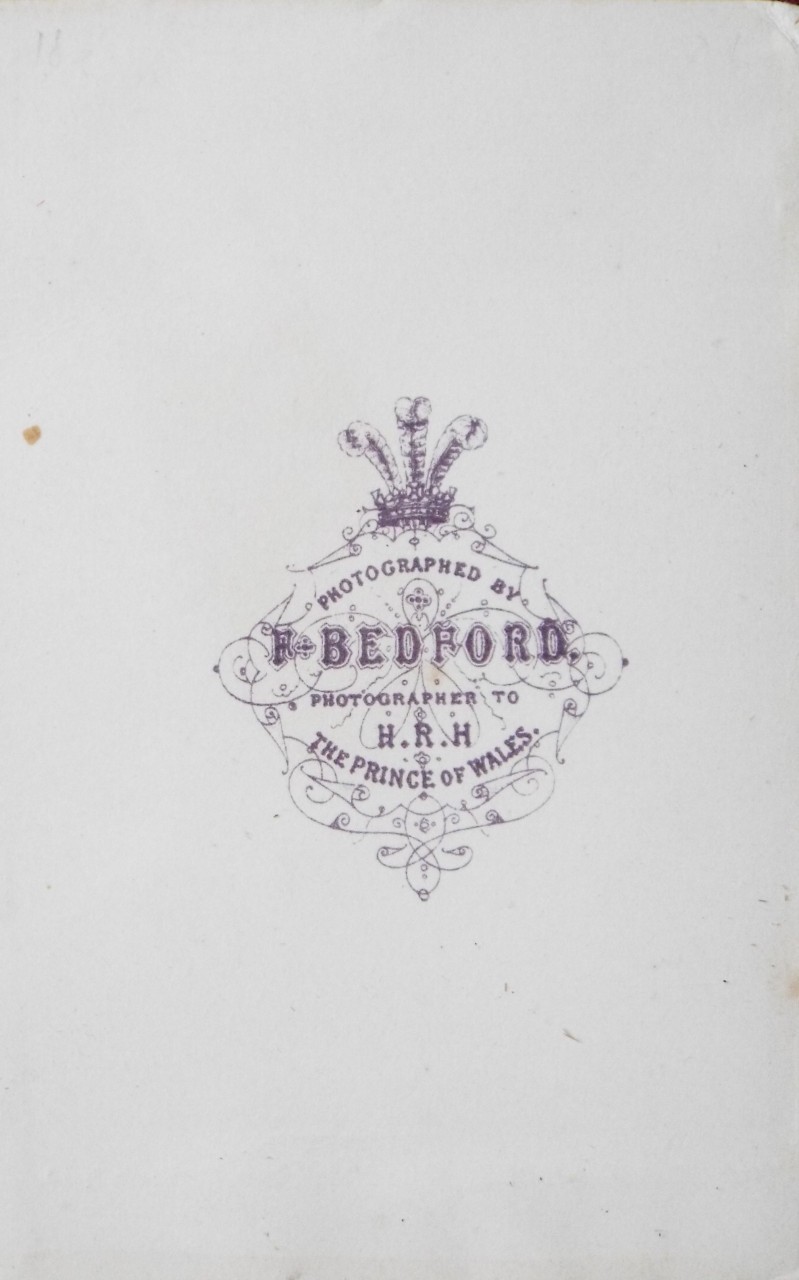 PHOTOGRAPHED BY
F. BEDFORD.
PHOTOGRAPHER TO
H.R.H
THE PRINCE OF WALES.